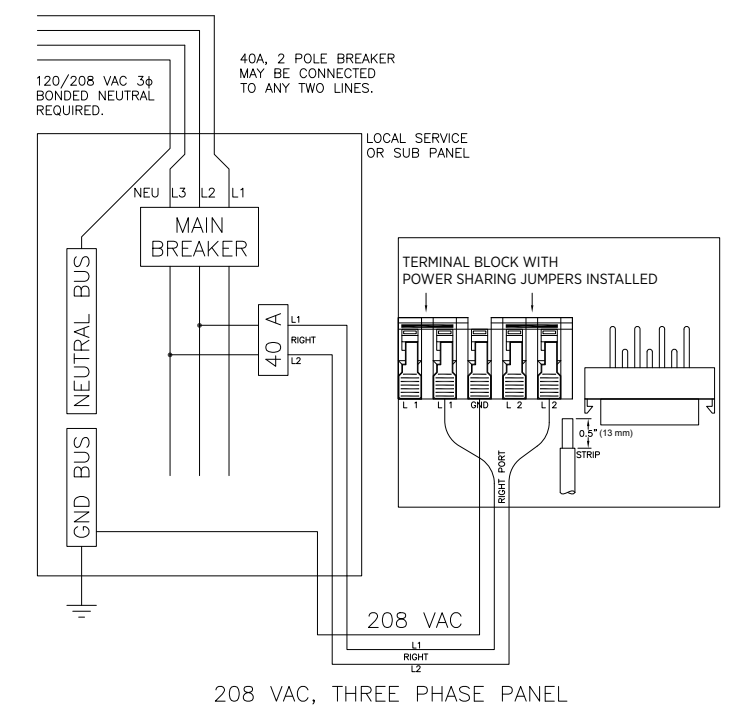 40A, 2 POLE BREAKER
MAY BE CONNECTED
TO ANY TWO LINES.
120/208 VAC 3ϕ
BONDED NEUTRAL
REQUIRED.
LOCAL SERVICE
OR SUB PANEL
NEU L3 L2 L1
MAIN
BREAKER
NEUTRAL BUS
GND BUS
40 A
L1
RIGHT
L2
TERMINAL BLOCK WITH
POWER SHARING JUMPERS INSTALLED
L 1 L 1 GND L 2 L 2
0.5" (13 mm)
STRIP
RIGHT PORT
208 VAC
L1
RIGHT
L2
208 VAC, THREE PHASE PANEL